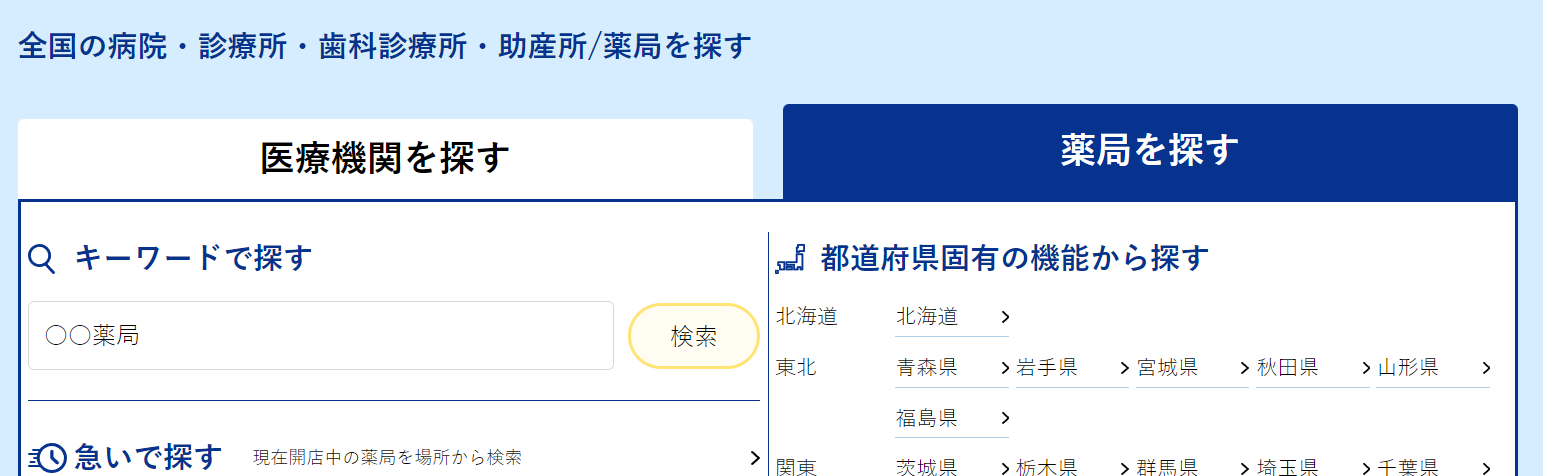 全国の病院・診療所・歯科診療所・助産所/薬局を探す
医療機関を探す
薬局を探す
キーワードで探す
〇〇薬局
検索
急いで探す
現在開店中の薬局を場所から検索
都道府県固有の機能から探す
北海道 北海道
東北 青森県 岩手県 宮城県 秋田県 山形県
福島県
関東 茨城県 栃木県 群馬県 埼玉県 千葉県